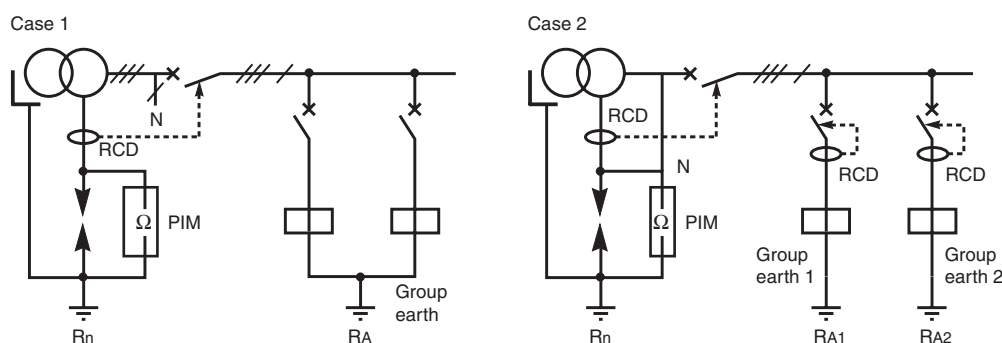 Case 1
N
RCD
Ω
PIM
Group
earth
Rn
RA
Case 2
RCD
N
Ω
PIM
RCD
RCD
Group
earth 1
Group
earth 2
Rn
RA1
RA2